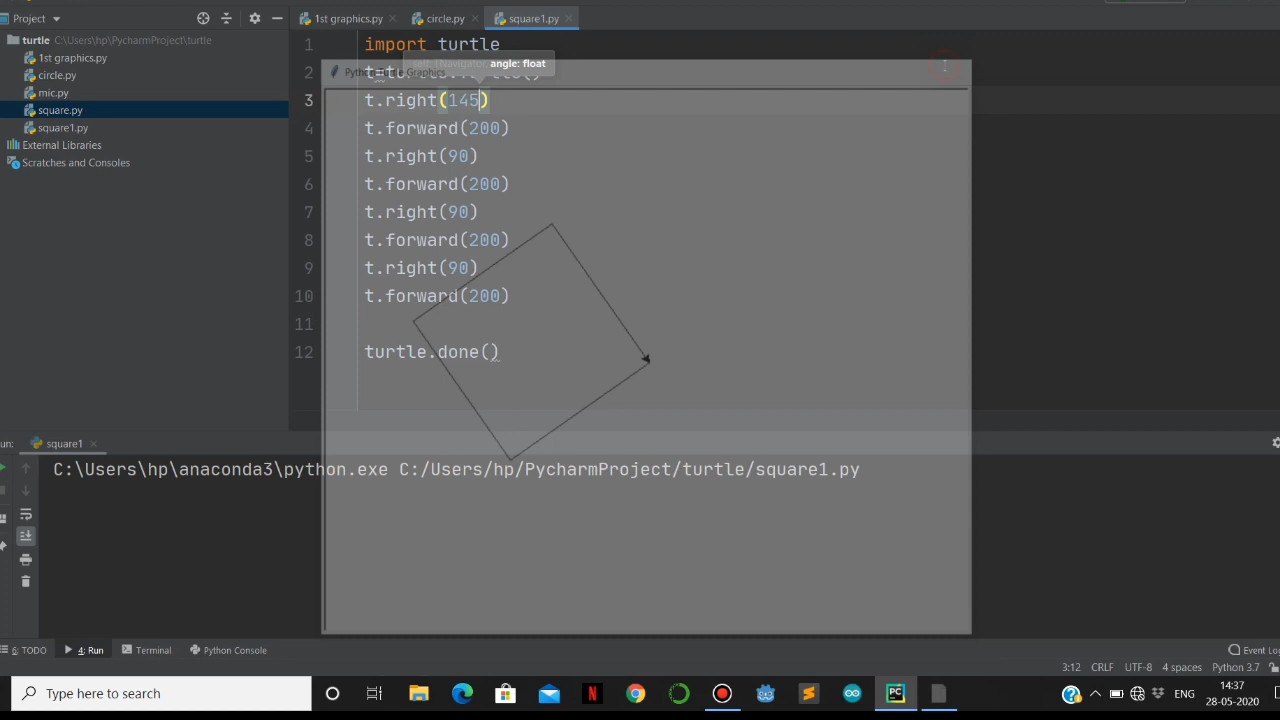 Project
1st graphics.py
circle.py
square1.py
turtle C:\Users\hp\PycharmProject\turtle
1st graphics.py
circle.py
mic.py
square.py
square1.py
External Libraries
Scratches and Consoles
1 import turtle
angle: float
Python Turtle Graphics
2
3 t.right(145)
4 t.forward(200)
5 t.right(90)
6 t.forward(200)
7 t.right(90)
8 t.forward(200)
9 t.right(90)
10 t.forward(200)
11
12 turtle.done()
un: square1
C:\Users\hp\anaconda3\python.exe C:/Users/hp/PycharmProject/turtle/square1.py
6: TODO
4: Run
Terminal
Python Console
Event Log
3:12 CRLF UTF-8 4 spaces Python 3.7
Type here to search
PC
ENG
14:37
28-05-2020